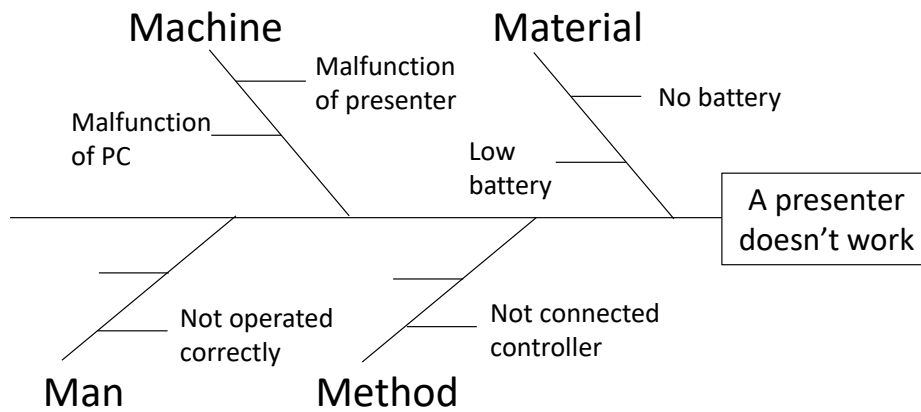 Machine
Material
Malfunction
of presenter
No battery
Malfunction
of PC
Low
battery
A presenter
doesn’t work
Not operated
correctly
Not connected
controller
Man
Method